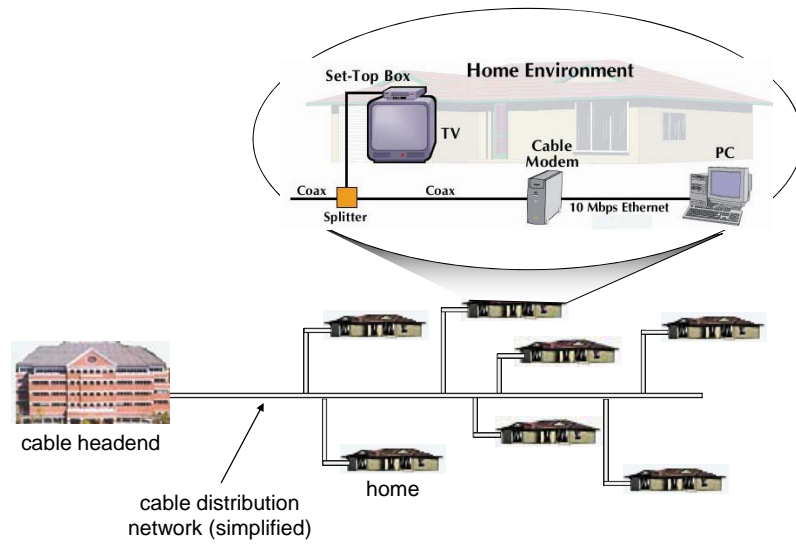 Home Environment
Set-Top Box
TV
Cable
Modem
PC
Coax
Coax
10 Mbps Ethernet
Splitter
cable headend
home
cable distribution
network (simplified)